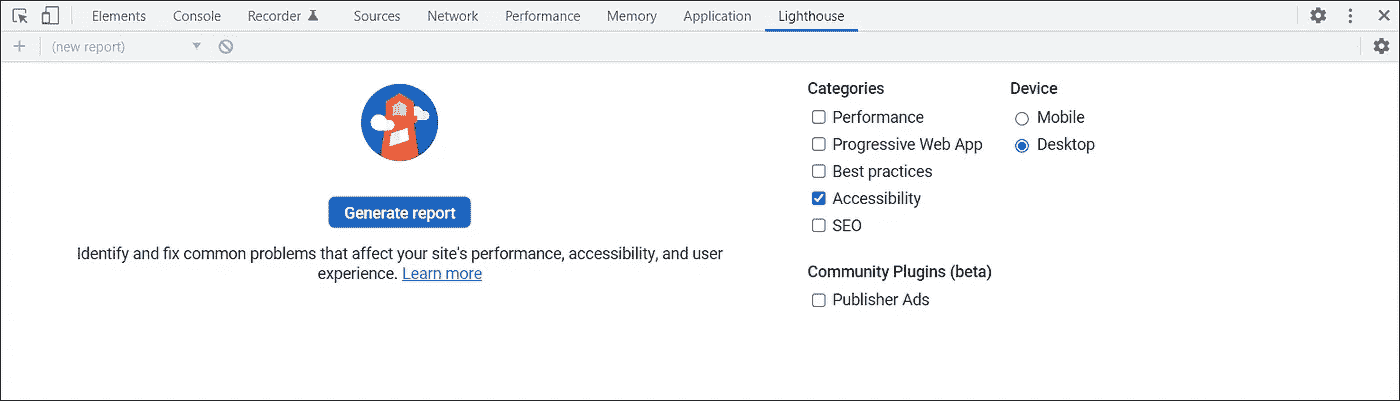 Elements Console Recorder Sources Network Performance Memory Application Lighthouse
(new report)
Generate report
Identify and fix common problems that affect your site's performance, accessibility, and user
experience. Learn more
Categories
Performance
Progressive Web App
Best practices
Accessibility
SEO
Community Plugins (beta)
Publisher Ads
Device
Mobile
Desktop